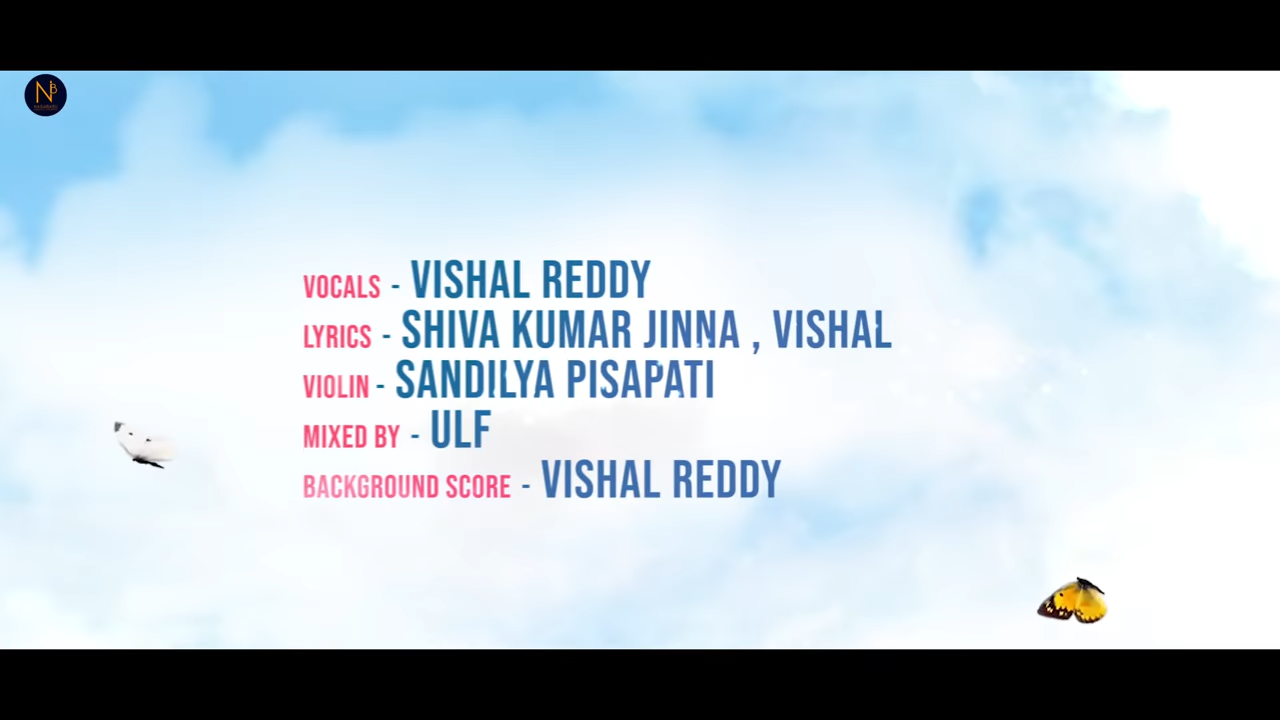 VOCALS - VISHAL REDDY
LYRICS - SHIVA KUMAR JINNA , VISHAL
VIOLIN - SANDILYA PISAPATI
MIXED BY - ULF
BACKGROUND SCORE - VISHAL REDDY